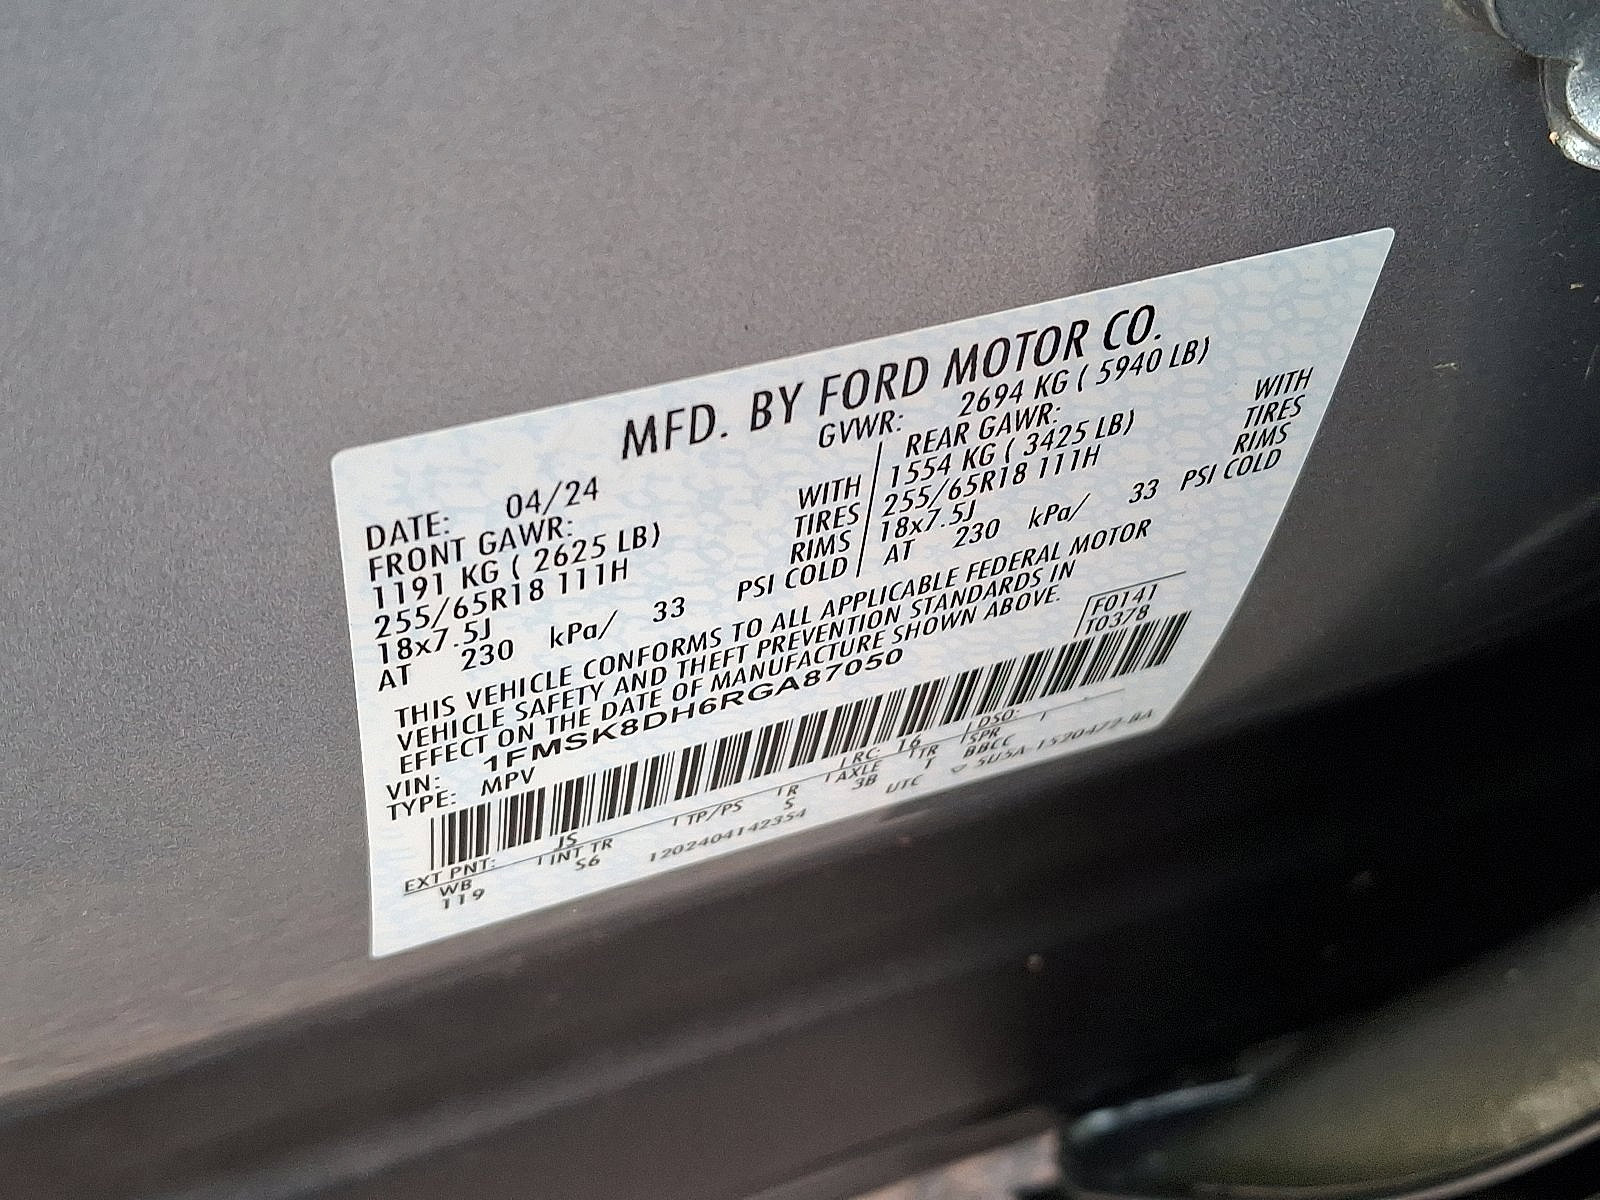 MFD. BY FORD MOTOR CO.
DATE: 04/24 GVWR: 2694 KG ( 5940 LB)
FRONT GAWR: REAR GAWR:
1191 KG ( 2625 LB) WITH 1554 KG ( 3425 LB) WITH
255/65R18 111H TIRES 255/65R18 111H TIRES
18x7.5J RIMS 18x7.5J RIMS
AT 230 kPa/ 33 PSI COLD AT 230 kPa/ 33 PSI COLD
THIS VEHICLE CONFORMS TO ALL APPLICABLE FEDERAL MOTOR
VEHICLE SAFETY AND THEFT PREVENTION STANDARDS IN
EFFECT ON THE DATE OF MANUFACTURE SHOWN ABOVE.
F0141
T0378
VIN: 1FMSK8DH6RGA87050
TYPE: MPV
EXT PNT: JS RC: 16 DSO:
WB INT TR TP/PS R AXLE TR SPR
119 S6 S 3B T BBCC
1202404142354 UTC